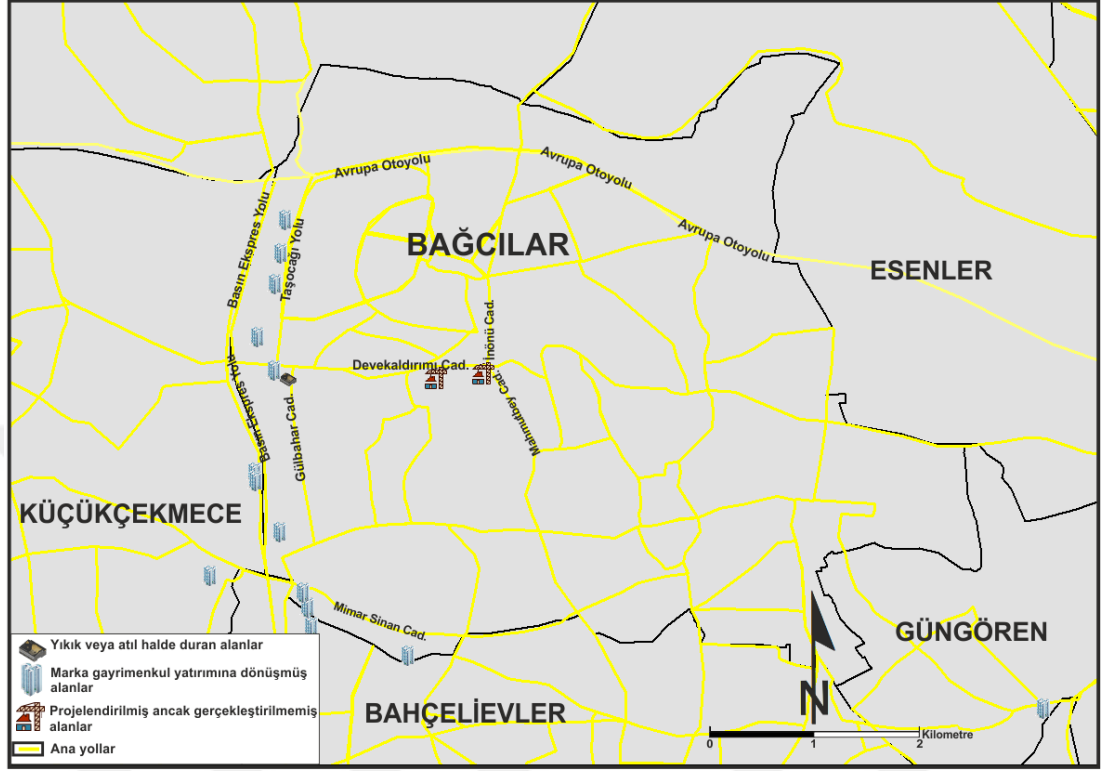 Avrupa Otoyolu
Avrupa Otoyolu
Avrupa Otoyolu
Basın Ekspres Yolu
Taşocağı Yolu
BAĞCILAR
ESENLER
İnönü Cad.
Devekaldırımı Cad.
Basın Ekspres Yolu
Gülbahar Cad.
Mahmutbey Cad.
KÜÇÜKÇEKMECE
Mimar Sinan Cad.
GÜNGÖREN
BAHÇELİEVLER
Yıkık veya atıl halde duran alanlar
Marka gayrimenkul yatırımına dönüşmüş
alanlar
Projelendirilmiş ancak gerçekleştirilmemiş
alanlar
Ana yollar
N
Kilometre
0 1 2